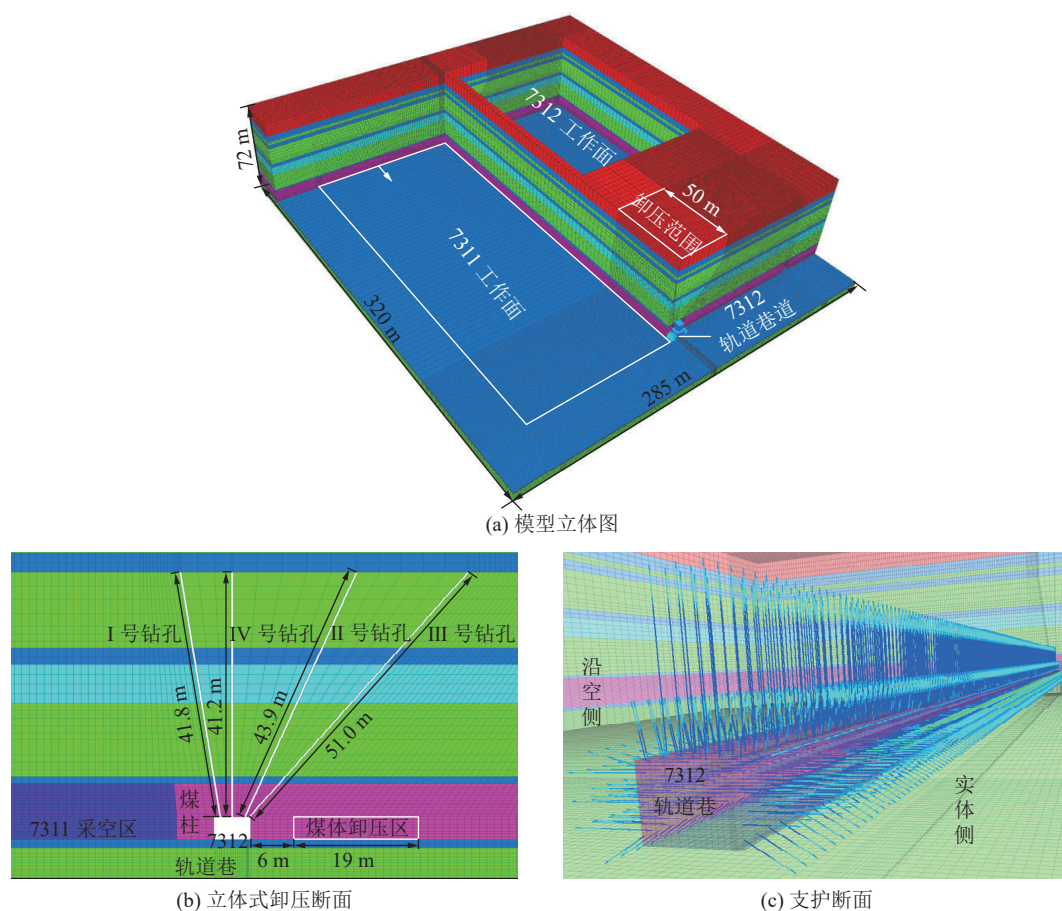 72 m
7312 工作面
50 m
卸压范围
7311 工作面
320 m
7312
轨道巷道
285 m
(a) 模型立体图
I 号钻孔
IV 号钻孔
II 号钻孔
III 号钻孔
41.8 m
41.2 m
43.9 m
51.0 m
煤柱
7311 采空区
7312
轨道巷
煤体卸压区
6 m
19 m
(b) 立体式卸压断面
沿空侧
7312
轨道巷
实体侧
(c) 支护断面